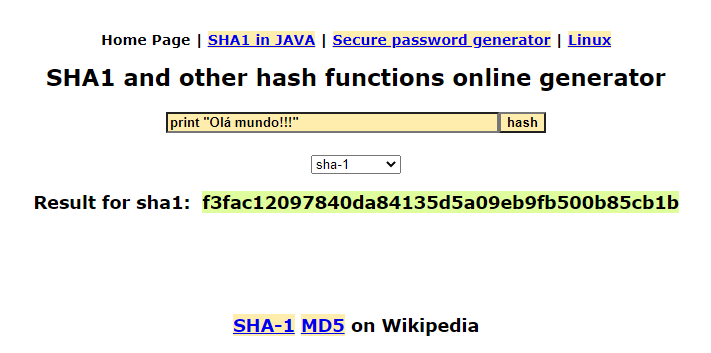 Home Page | SHA1 in JAVA | Secure password generator | Linux
SHA1 and other hash functions online generator
print "Olá mundo!!!" hash
sha-1
Result for sha1: f3fac12097840da84135d5a09eb9fb500b85cb1b
SHA-1 MD5 on Wikipedia